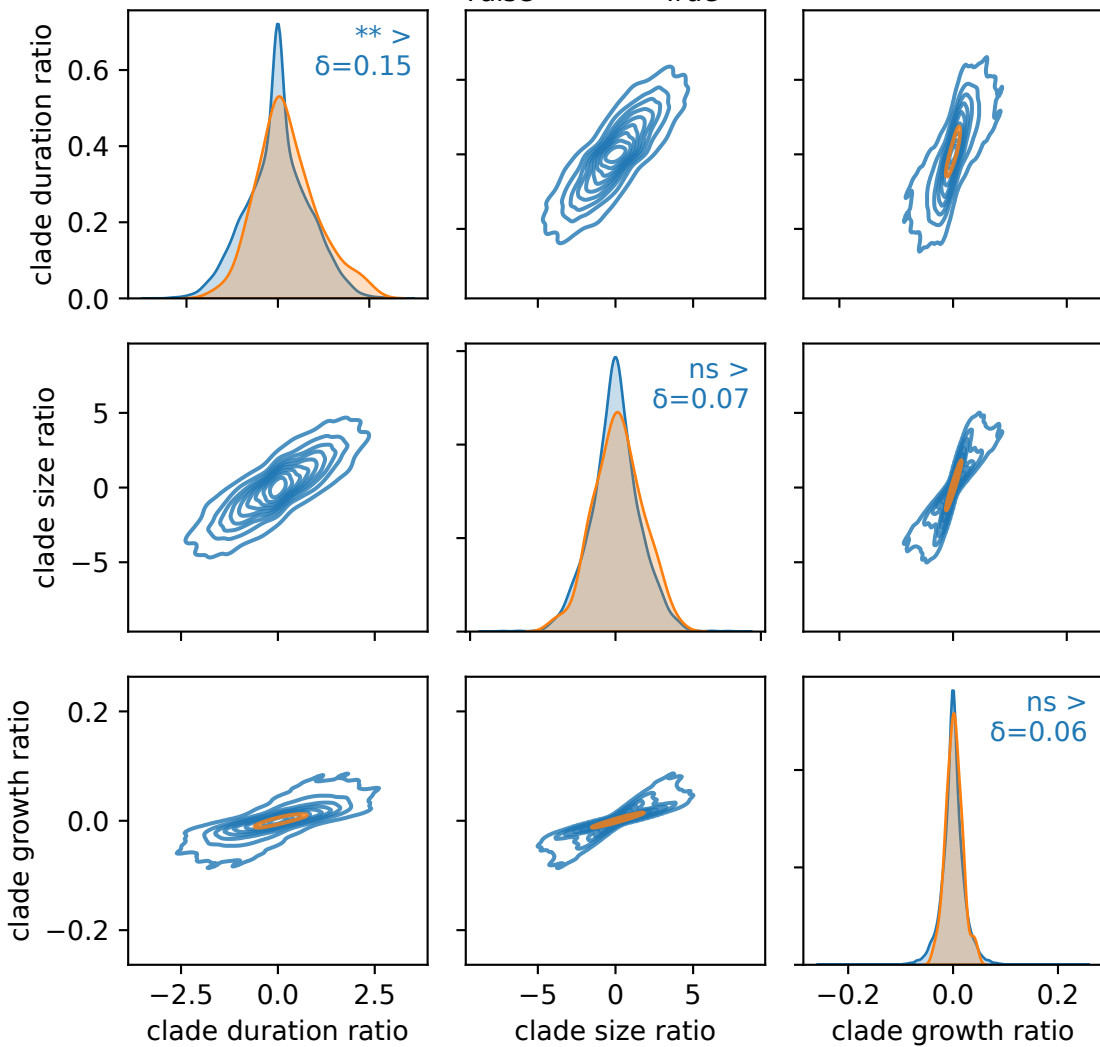 clade duration ratio
0.6
0.4
0.2
0.0
** >
δ=0.15
clade size ratio
5
0
−5
ns >
δ=0.07
clade growth ratio
0.2
0.0
−0.2
ns >
δ=0.06
−2.5 0.0 2.5
−5 0 5
−0.2 0.0 0.2
clade duration ratio
clade size ratio
clade growth ratio